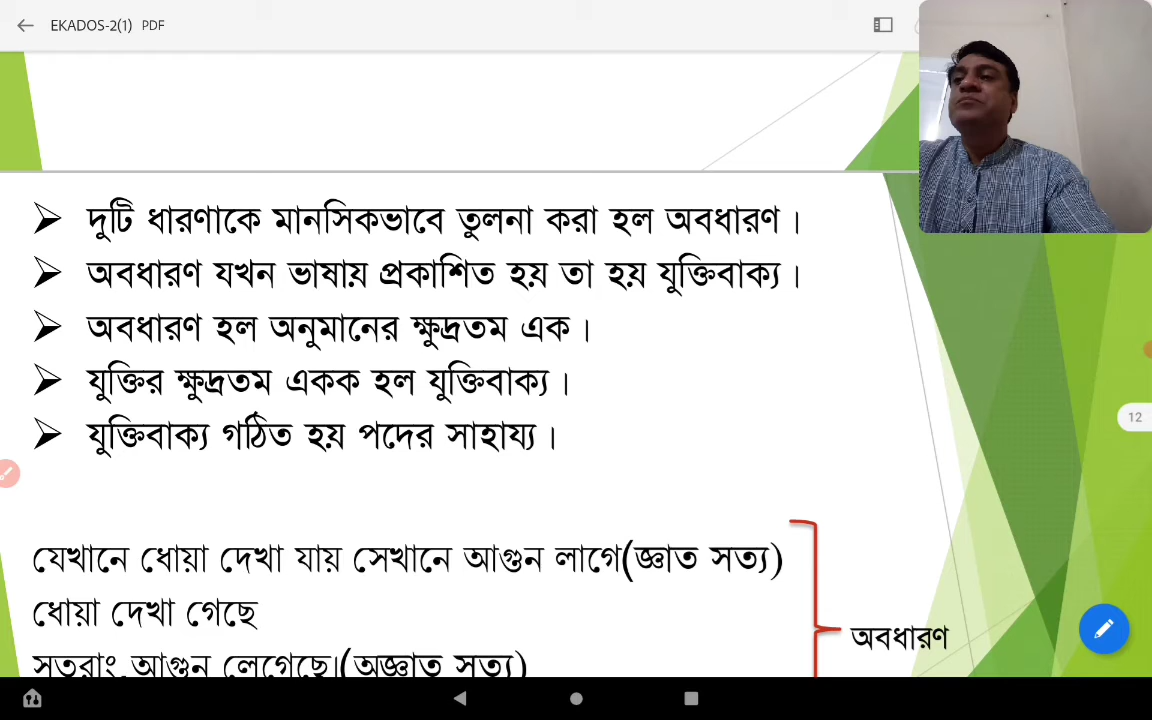 EKADOS-2(1) PDF
➢ দুটি ধারণাকে মানসিকভাবে তুলনা করা হল অবধারণ।
➢ অবধারণ যখন ভাষায় প্রকাশিত হয় তা হয় যুক্তিবাক্য।
➢ অবধারণ হল অনুমানের ক্ষুদ্রতম এক।
➢ যুক্তির ক্ষুদ্রতম একক হল যুক্তিবাক্য।
➢ যুক্তিবাক্য গঠিত হয় পদের সাহায্য।
12
যেখানে ধোয়া দেখা যায় সেখানে আগুন লাগে(জ্ঞাত সত্য)
ধোয়া দেখা গেছে
অবধারণ
সতরাং,আগুন লেগেছে।(অজ্ঞাত সত্য)